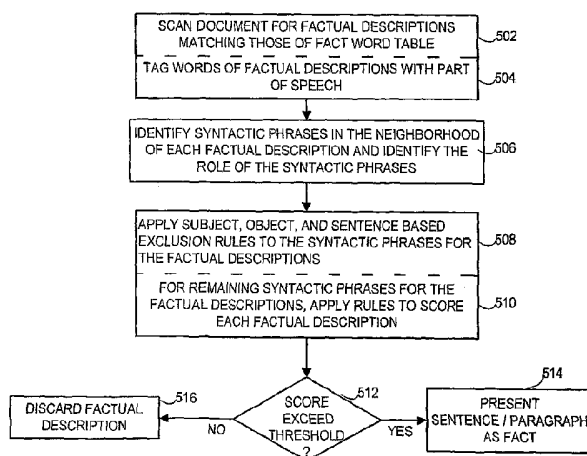 SCAN DOCUMENT FOR FACTUAL DESCRIPTIONS
MATCHING THOSE OF FACT WORD TABLE
502
TAG WORDS OF FACTUAL DESCRIPTIONS WITH PART
OF SPEECH
504
IDENTIFY SYNTACTIC PHRASES IN THE NEIGHBORHOOD
OF EACH FACTUAL DESCRIPTION AND IDENTIFY THE
ROLE OF THE SYNTACTIC PHRASES
506
APPLY SUBJECT, OBJECT, AND SENTENCE BASED
EXCLUSION RULES TO THE SYNTACTIC PHRASES FOR
THE FACTUAL DESCRIPTIONS
508
FOR REMAINING SYNTACTIC PHRASES FOR THE
FACTUAL DESCRIPTIONS, APPLY RULES TO SCORE
EACH FACTUAL DESCRIPTION
510
512
SCORE
EXCEED
THRESHOLD
?
516
DISCARD FACTUAL
DESCRIPTION
NO
YES
514
PRESENT
SENTENCE / PARAGRAPH
AS FACT